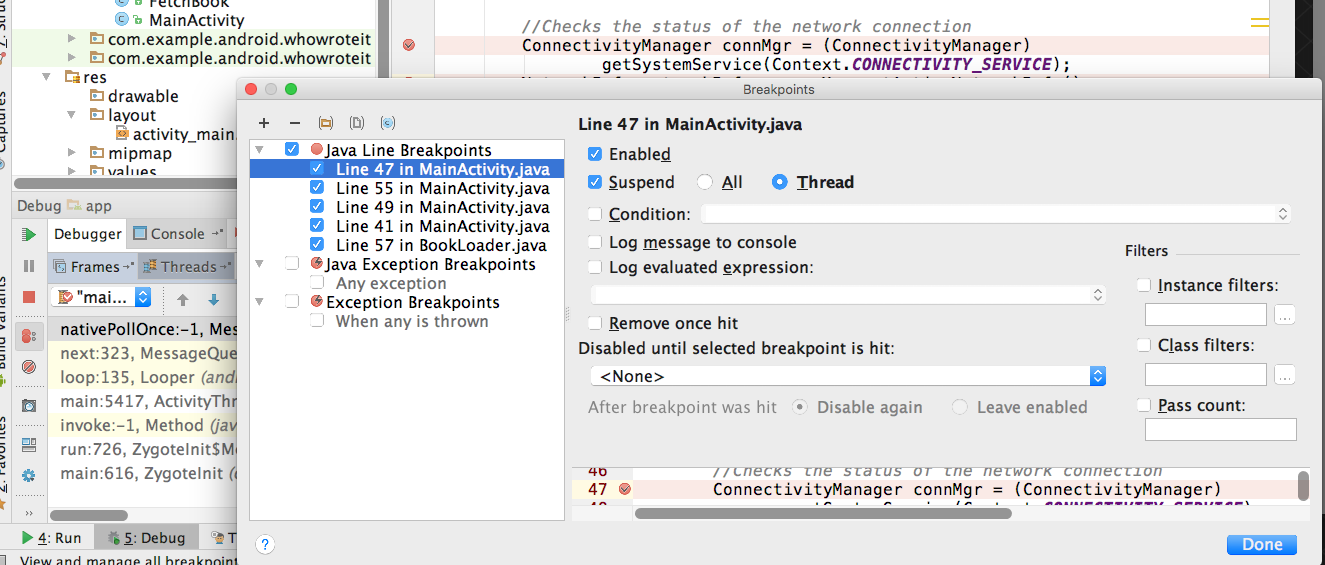 FetchBook
MainActivity
com.example.android.whowroteit
com.example.android.whowroteit
res
drawable
layout
activity_main.
mipmap
values
//Checks the status of the network connection
ConnectivityManager connMgr = (ConnectivityManager)
getSystemService(Context.CONNECTIVITY_SERVICE);
Captures
Build Variants
2: Favorites
Debug app
Debugger
Console
Frames
Threads
"mai...
nativePollOnce:-1, Mes
next:323, MessageQue
loop:135, Looper (and
main:5417, ActivityThr
invoke:-1, Method (jav
run:726, ZygoteInit$Me
main:616, ZygoteInit (
>>
4: Run
5: Debug
T
View and manage all breakpoin
Breakpoints
Java Line Breakpoints
Line 47 in MainActivity.java
Line 55 in MainActivity.java
Line 49 in MainActivity.java
Line 41 in MainActivity.java
Line 57 in BookLoader.java
Java Exception Breakpoints
Any exception
Exception Breakpoints
When any is thrown
?
Line 47 in MainActivity.java
Enabled
Suspend All Thread
Condition:
Log message to console
Log evaluated expression:
Remove once hit
Disabled until selected breakpoint is hit:
<None>
After breakpoint was hit Disable again Leave enabled
Filters
Instance filters:
...
Class filters:
...
Pass count:
46 //Checks the status of the network connection
47 ConnectivityManager connMgr = (ConnectivityManager)
Done